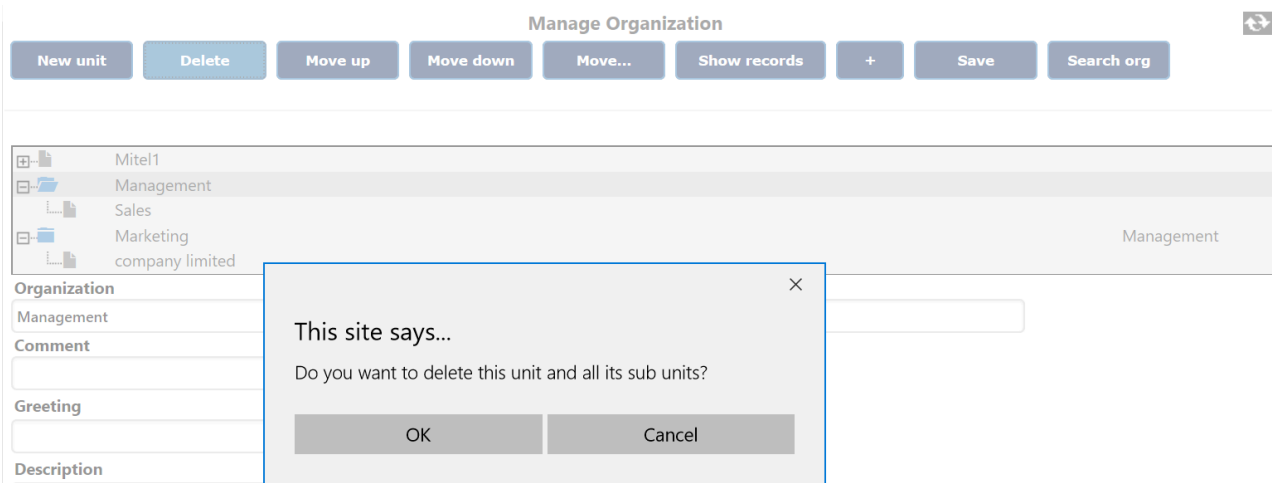 Manage Organization
New unit Delete Move up Move down Move... Show records + Save Search org
Mitel1
Management
Sales
Marketing Management
company limited
Organization
Management
Comment
Greeting
Description
This site says...
Do you want to delete this unit and all its sub units?
OK Cancel